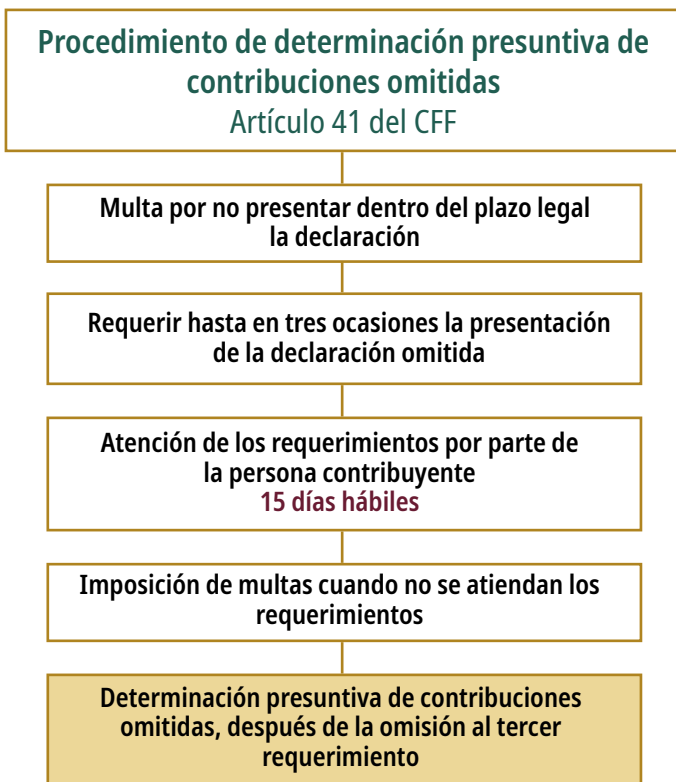 Procedimiento de determinación presuntiva de
contribuciones omitidas
Artículo 41 del CFF
Multa por no presentar dentro del plazo legal
la declaración
Requerir hasta en tres ocasiones la presentación
de la declaración omitida
Atención de los requerimientos por parte de
la persona contribuyente
15 días hábiles
Imposición de multas cuando no se atiendan los
requerimientos
Determinación presuntiva de contribuciones
omitidas, después de la omisión al tercer
requerimiento